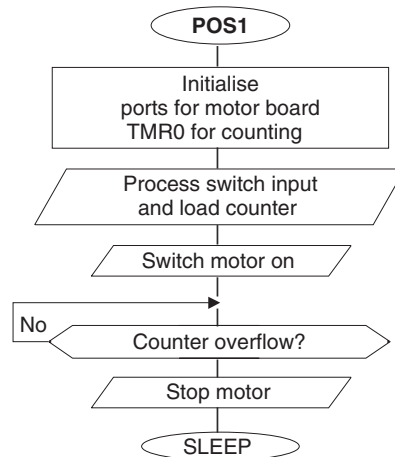 POS1
Initialise
ports for motor board
TMR0 for counting
Process switch input
and load counter
Switch motor on
No
Counter overflow?
Stop motor
SLEEP